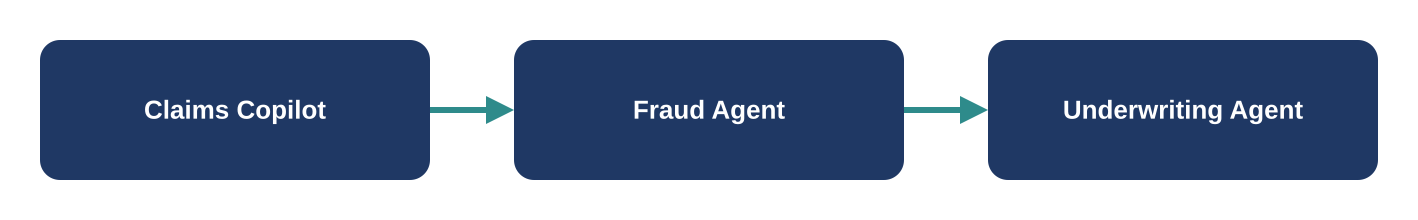 Claims Copilot
Fraud Agent
Underwriting Agent